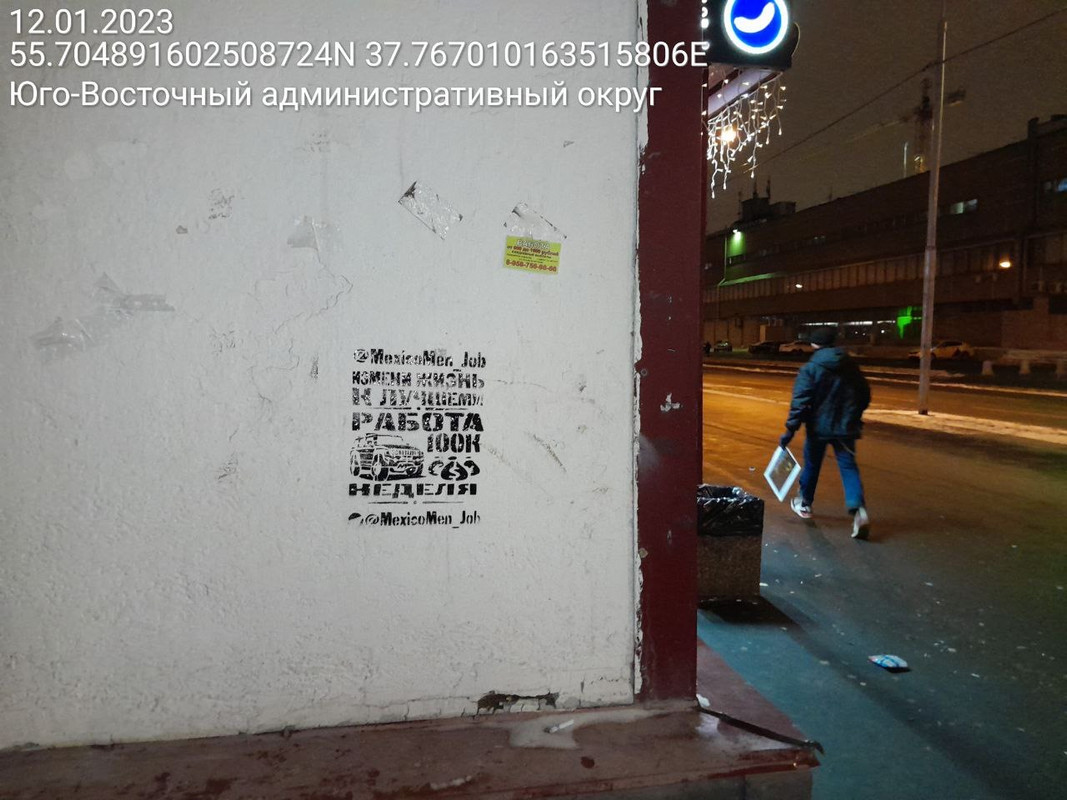 12.01.2023
55.704891602508724N 37.767010163515806E
Юго-Восточный административный округ
@MexicoMen_Job
ИЗМЕНИ ЖИЗНЬ
К ЛУЧШЕМУ
РАБОТА
100К
НЕДЕЛЯ
@MexicoMen_Job